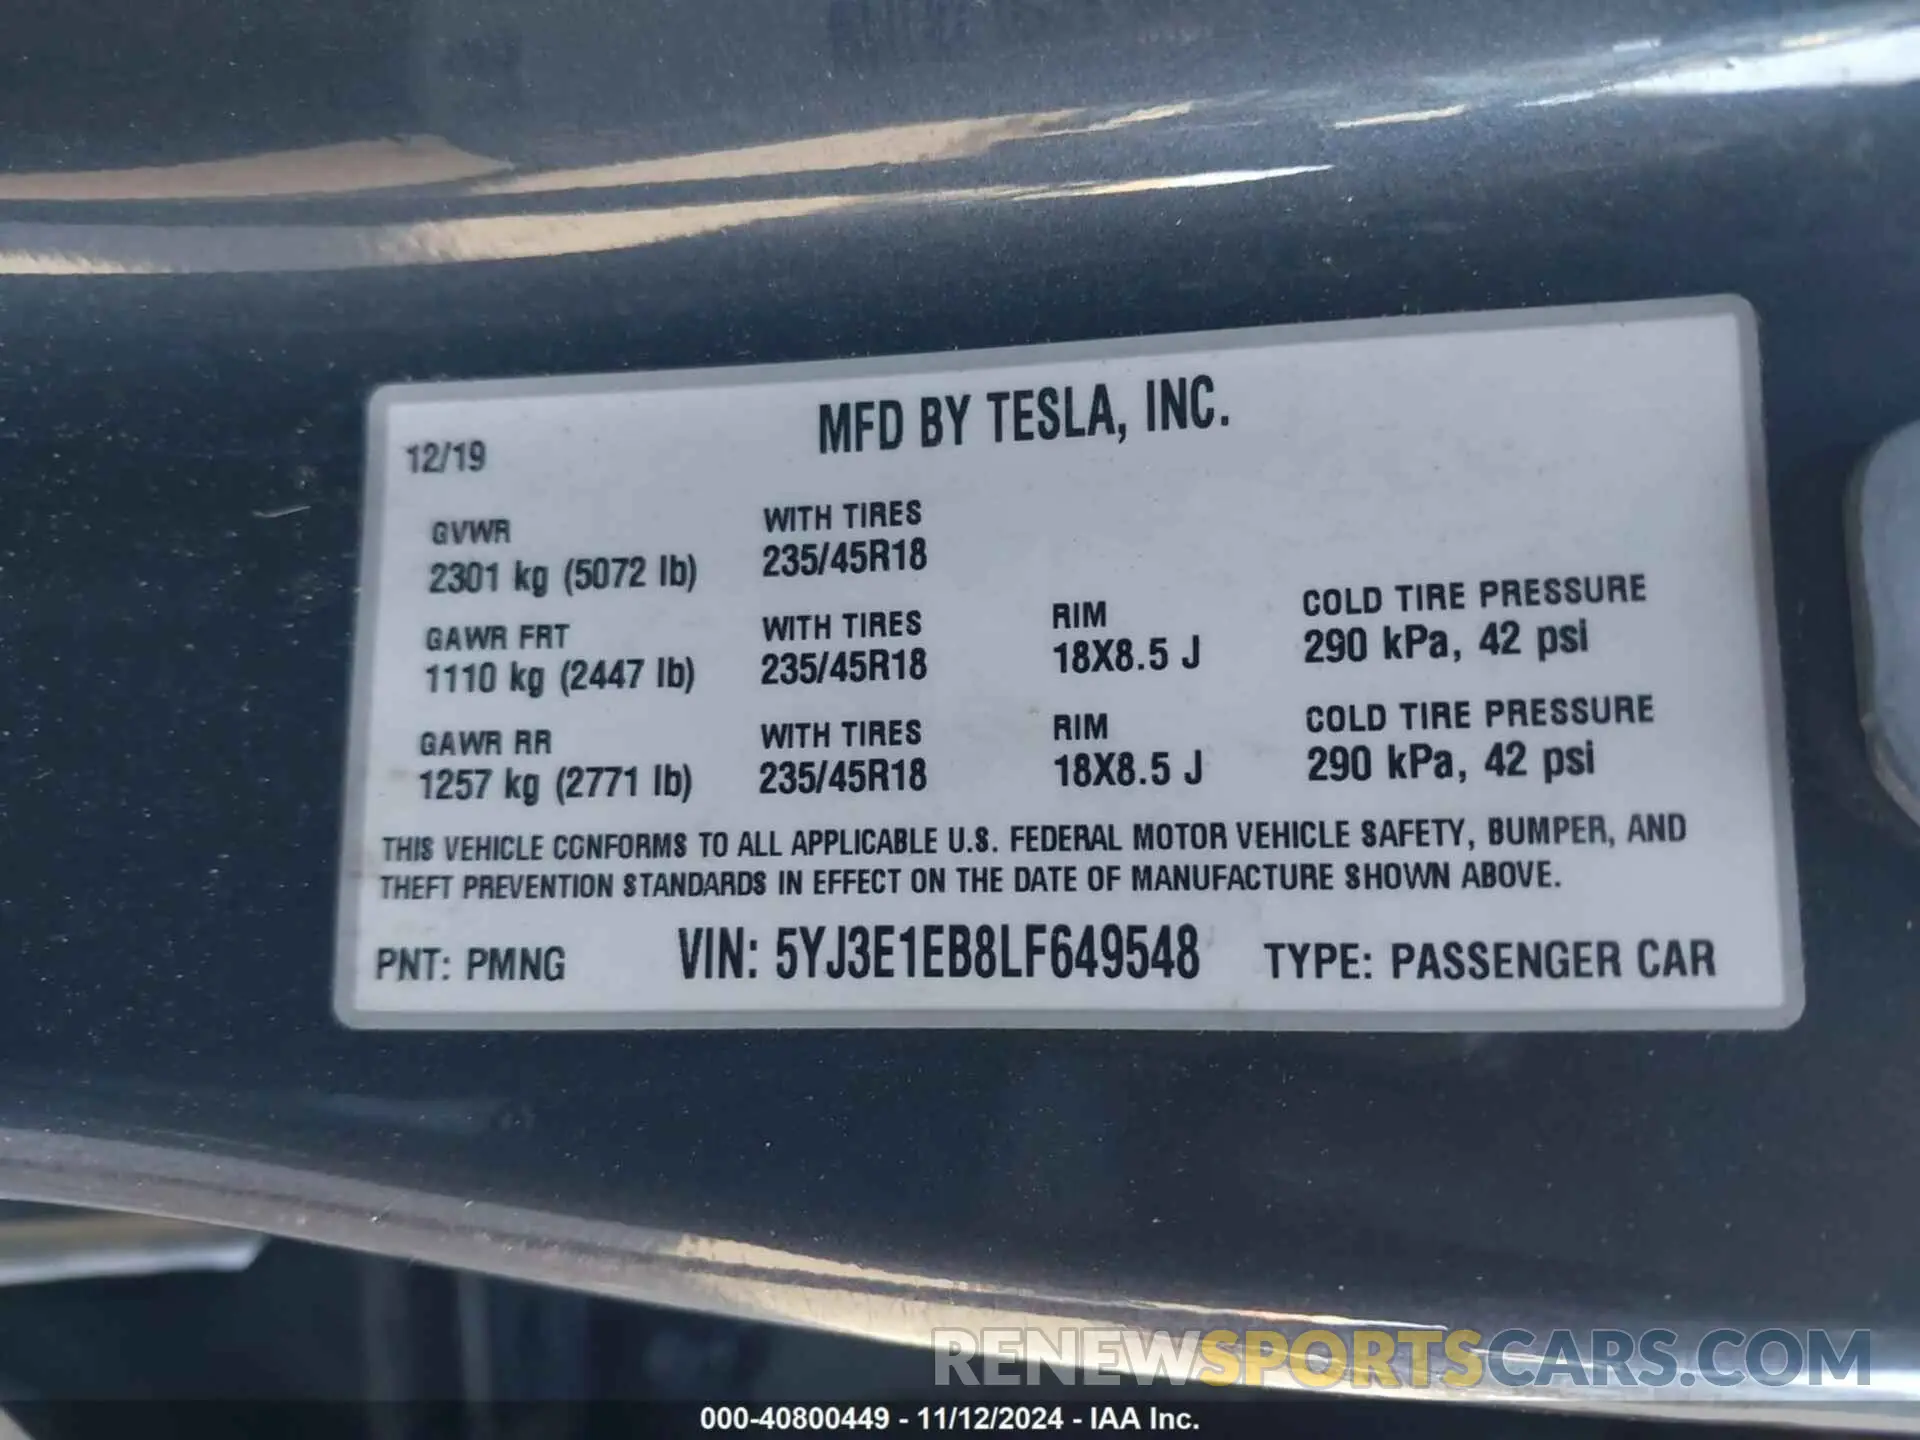 MFD BY TESLA, INC.
12/19
GVWR WITH TIRES
2301 kg (5072 lb) 235/45R18
GAWR FRT WITH TIRES RIM COLD TIRE PRESSURE
1110 kg (2447 lb) 235/45R18 18X8.5 J 290 kPa, 42 psi
GAWR RR WITH TIRES RIM COLD TIRE PRESSURE
1257 kg (2771 lb) 235/45R18 18X8.5 J 290 kPa, 42 psi
THIS VEHICLE CONFORMS TO ALL APPLICABLE U.S. FEDERAL MOTOR VEHICLE SAFETY, BUMPER, AND
THEFT PREVENTION STANDARDS IN EFFECT ON THE DATE OF MANUFACTURE SHOWN ABOVE.
PNT: PMNG VIN: 5YJ3E1EB8LF649548 TYPE: PASSENGER CAR
RENEWSPORTSCARS.COM
000-40800449 - 11/12/2024 - IAA Inc.